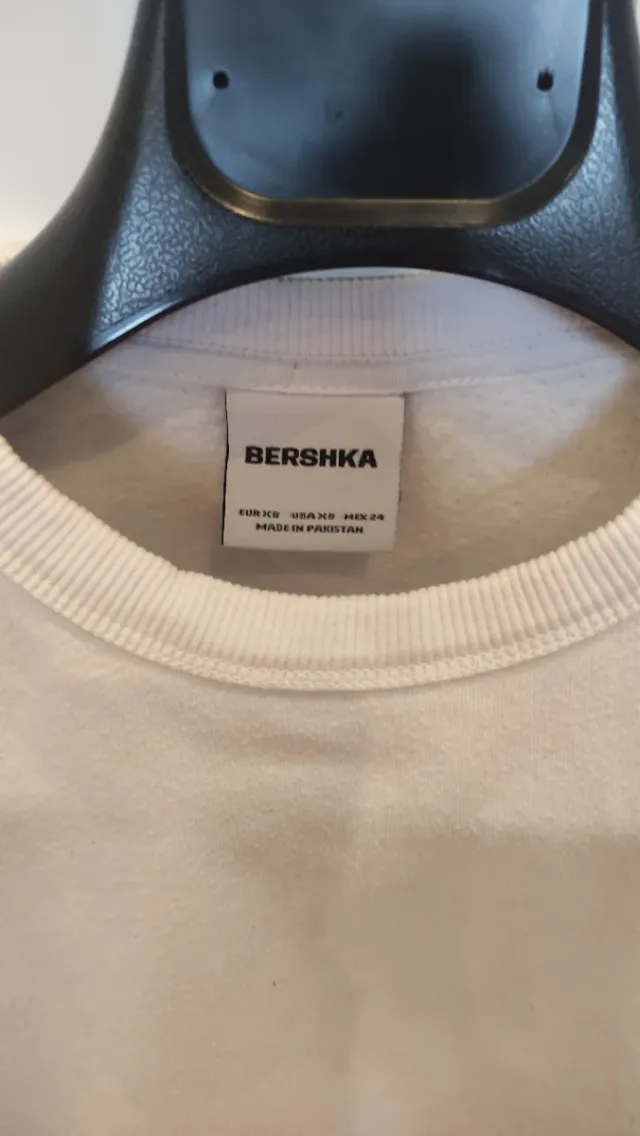 BERSHKA
EUR XS USA XS MEX 24
MADE IN PAKISTAN